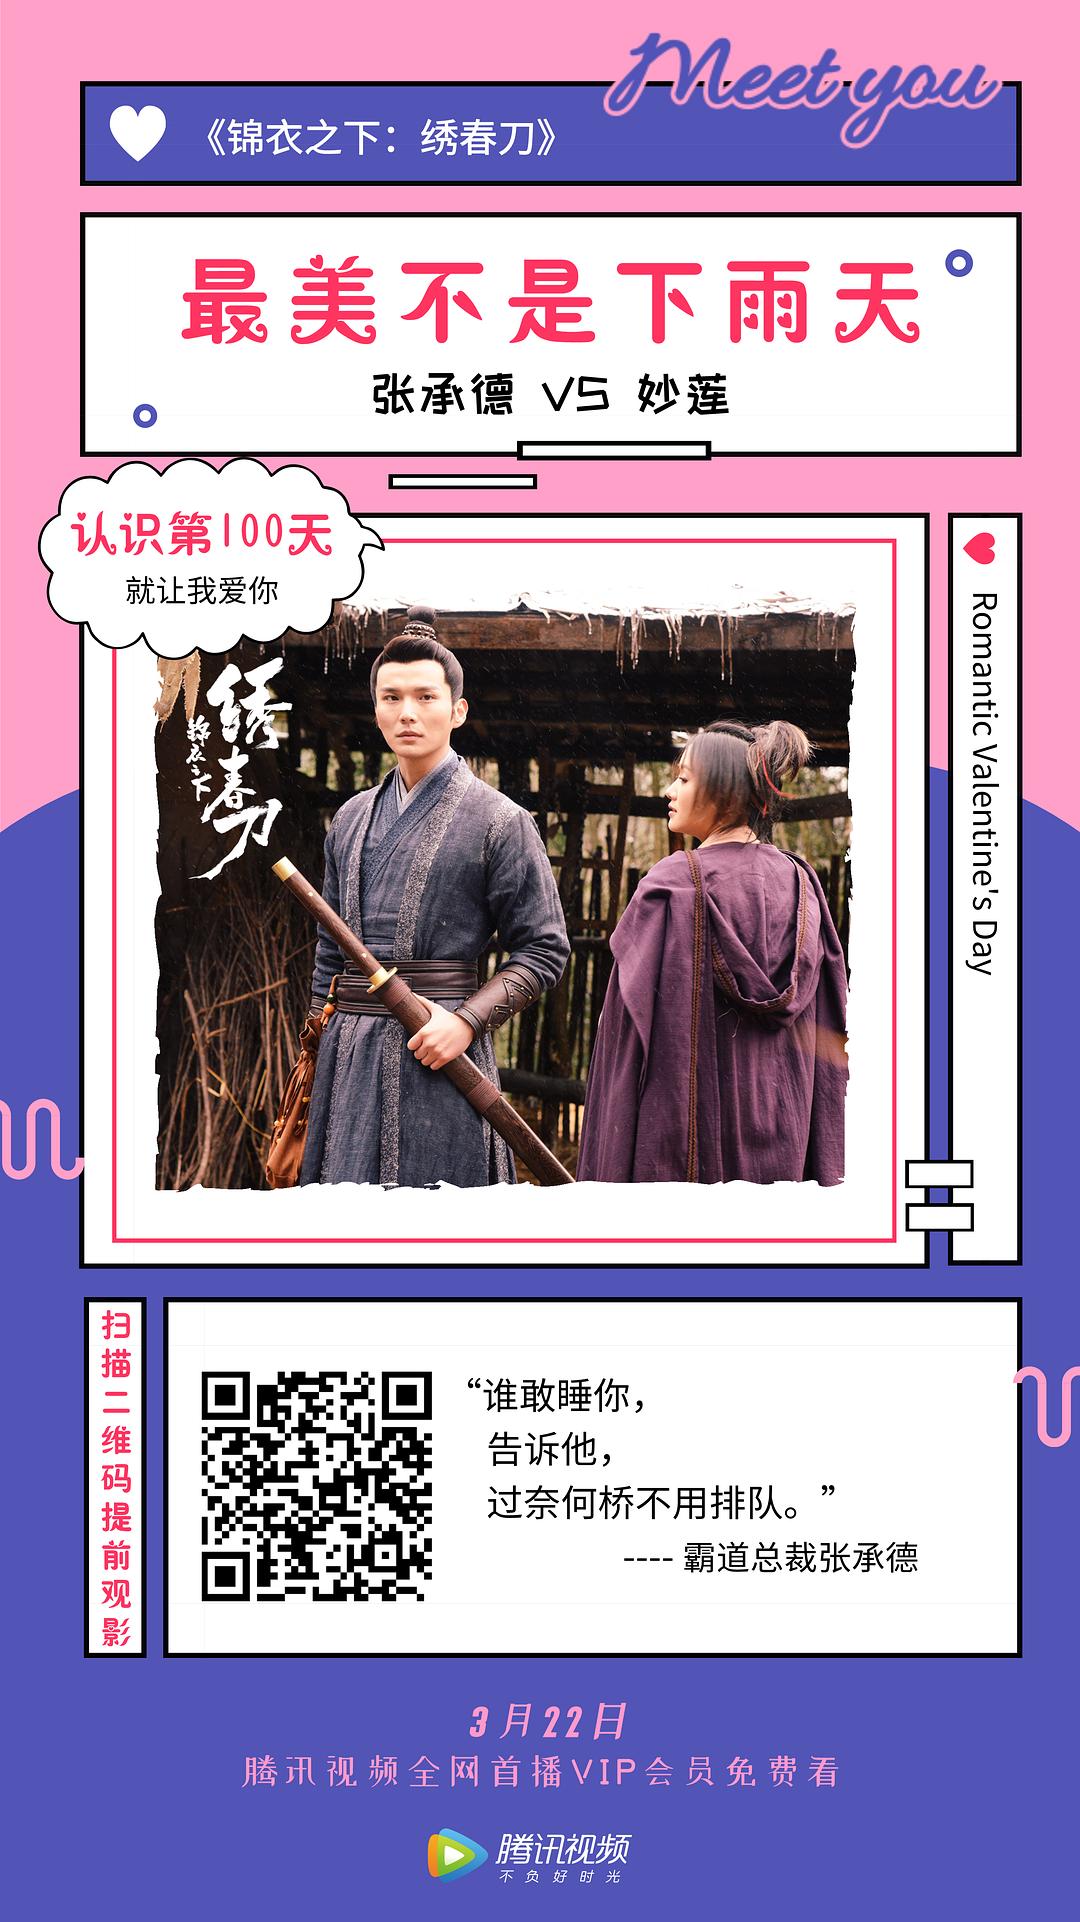 Meet you
《锦衣之下：绣春刀》
最美不是下雨天
张承德 VS 妙莲
认识第100天
就让我爱你
绣春刀
锦衣之下
Romantic Valentine's Day
扫描二维码提前观影
“谁敢睡你，
告诉他，
过奈何桥不用排队。”
---- 霸道总裁张承德
3月22日
腾讯视频全网首播VIP会员免费看
腾讯视频
不负好时光